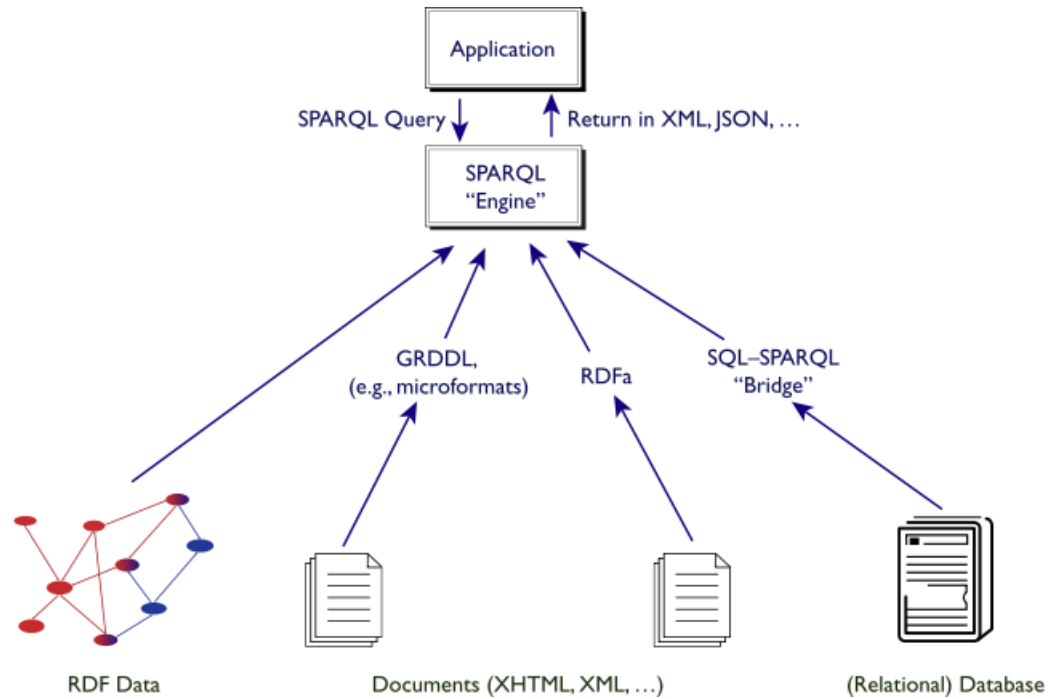 Application
SPARQL Query
Return in XML, JSON, …
SPARQL
“Engine”
GRDDL,
(e.g., microformats)
RDFa
SQL–SPARQL
“Bridge”
RDF Data
Documents (XHTML, XML, …)
(Relational) Database